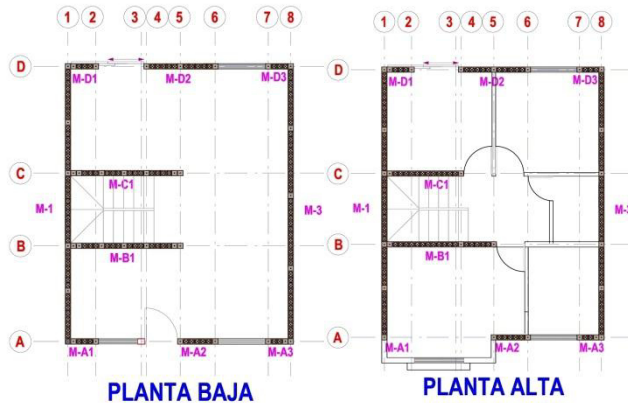 1 2 3 4 5 6 7 8
D
M-D1 M-D2 M-D3
C
M-C1
M-1 M-3
B
M-B1
A
M-A1 M-A2 M-A3
PLANTA BAJA
1 2 3 4 5 6 7 8
D
M-D1 M-D2 M-D3
C
M-C1
M-1
B
M-B1
A
M-A1 M-A2 M-A3
PLANTA ALTA